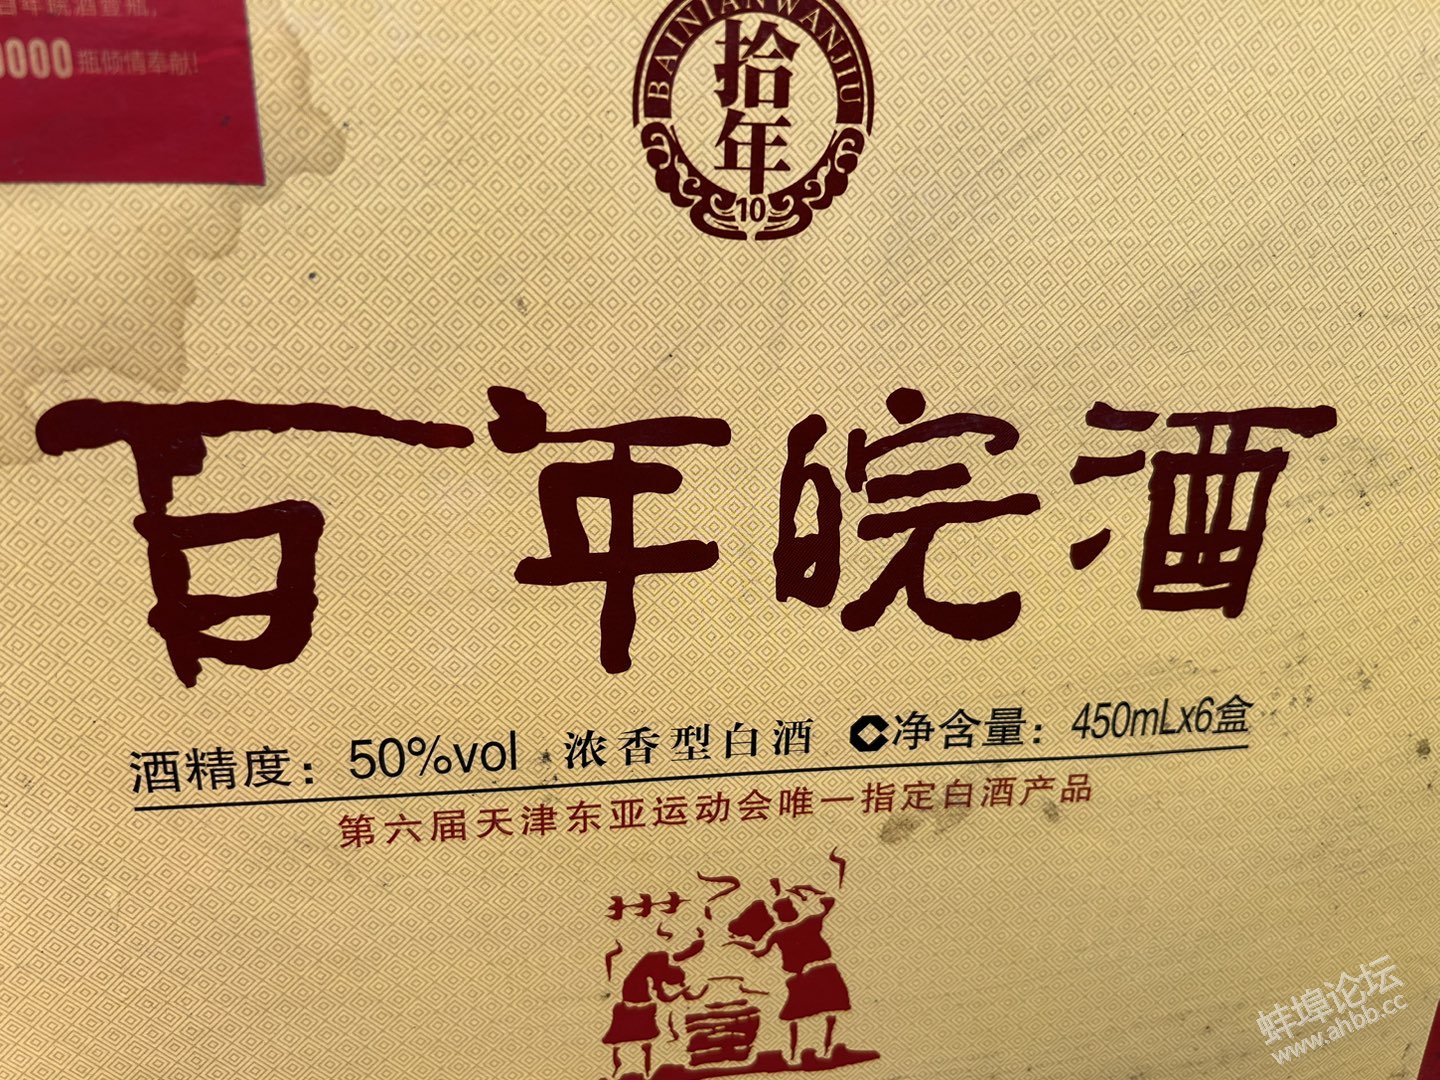 百年皖酒壹瓶,
0000瓶倾情奉献!
BAINIANWANJIU
拾年
10
百年皖酒
酒精度：50%vol 浓香型白酒 净含量：450mLx6盒
第六届天津东亚运动会唯一指定白酒产品
蚌埠论坛
www.ahbb.cc